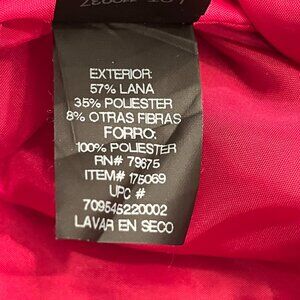 EXTERIOR:
57% LANA
35% POLIESTER
8% OTRAS FIBRAS
FORRO:
100% POLIESTER
RN# 79675
ITEM# 175069
UPC #
709545220002
LAVAR EN SECO